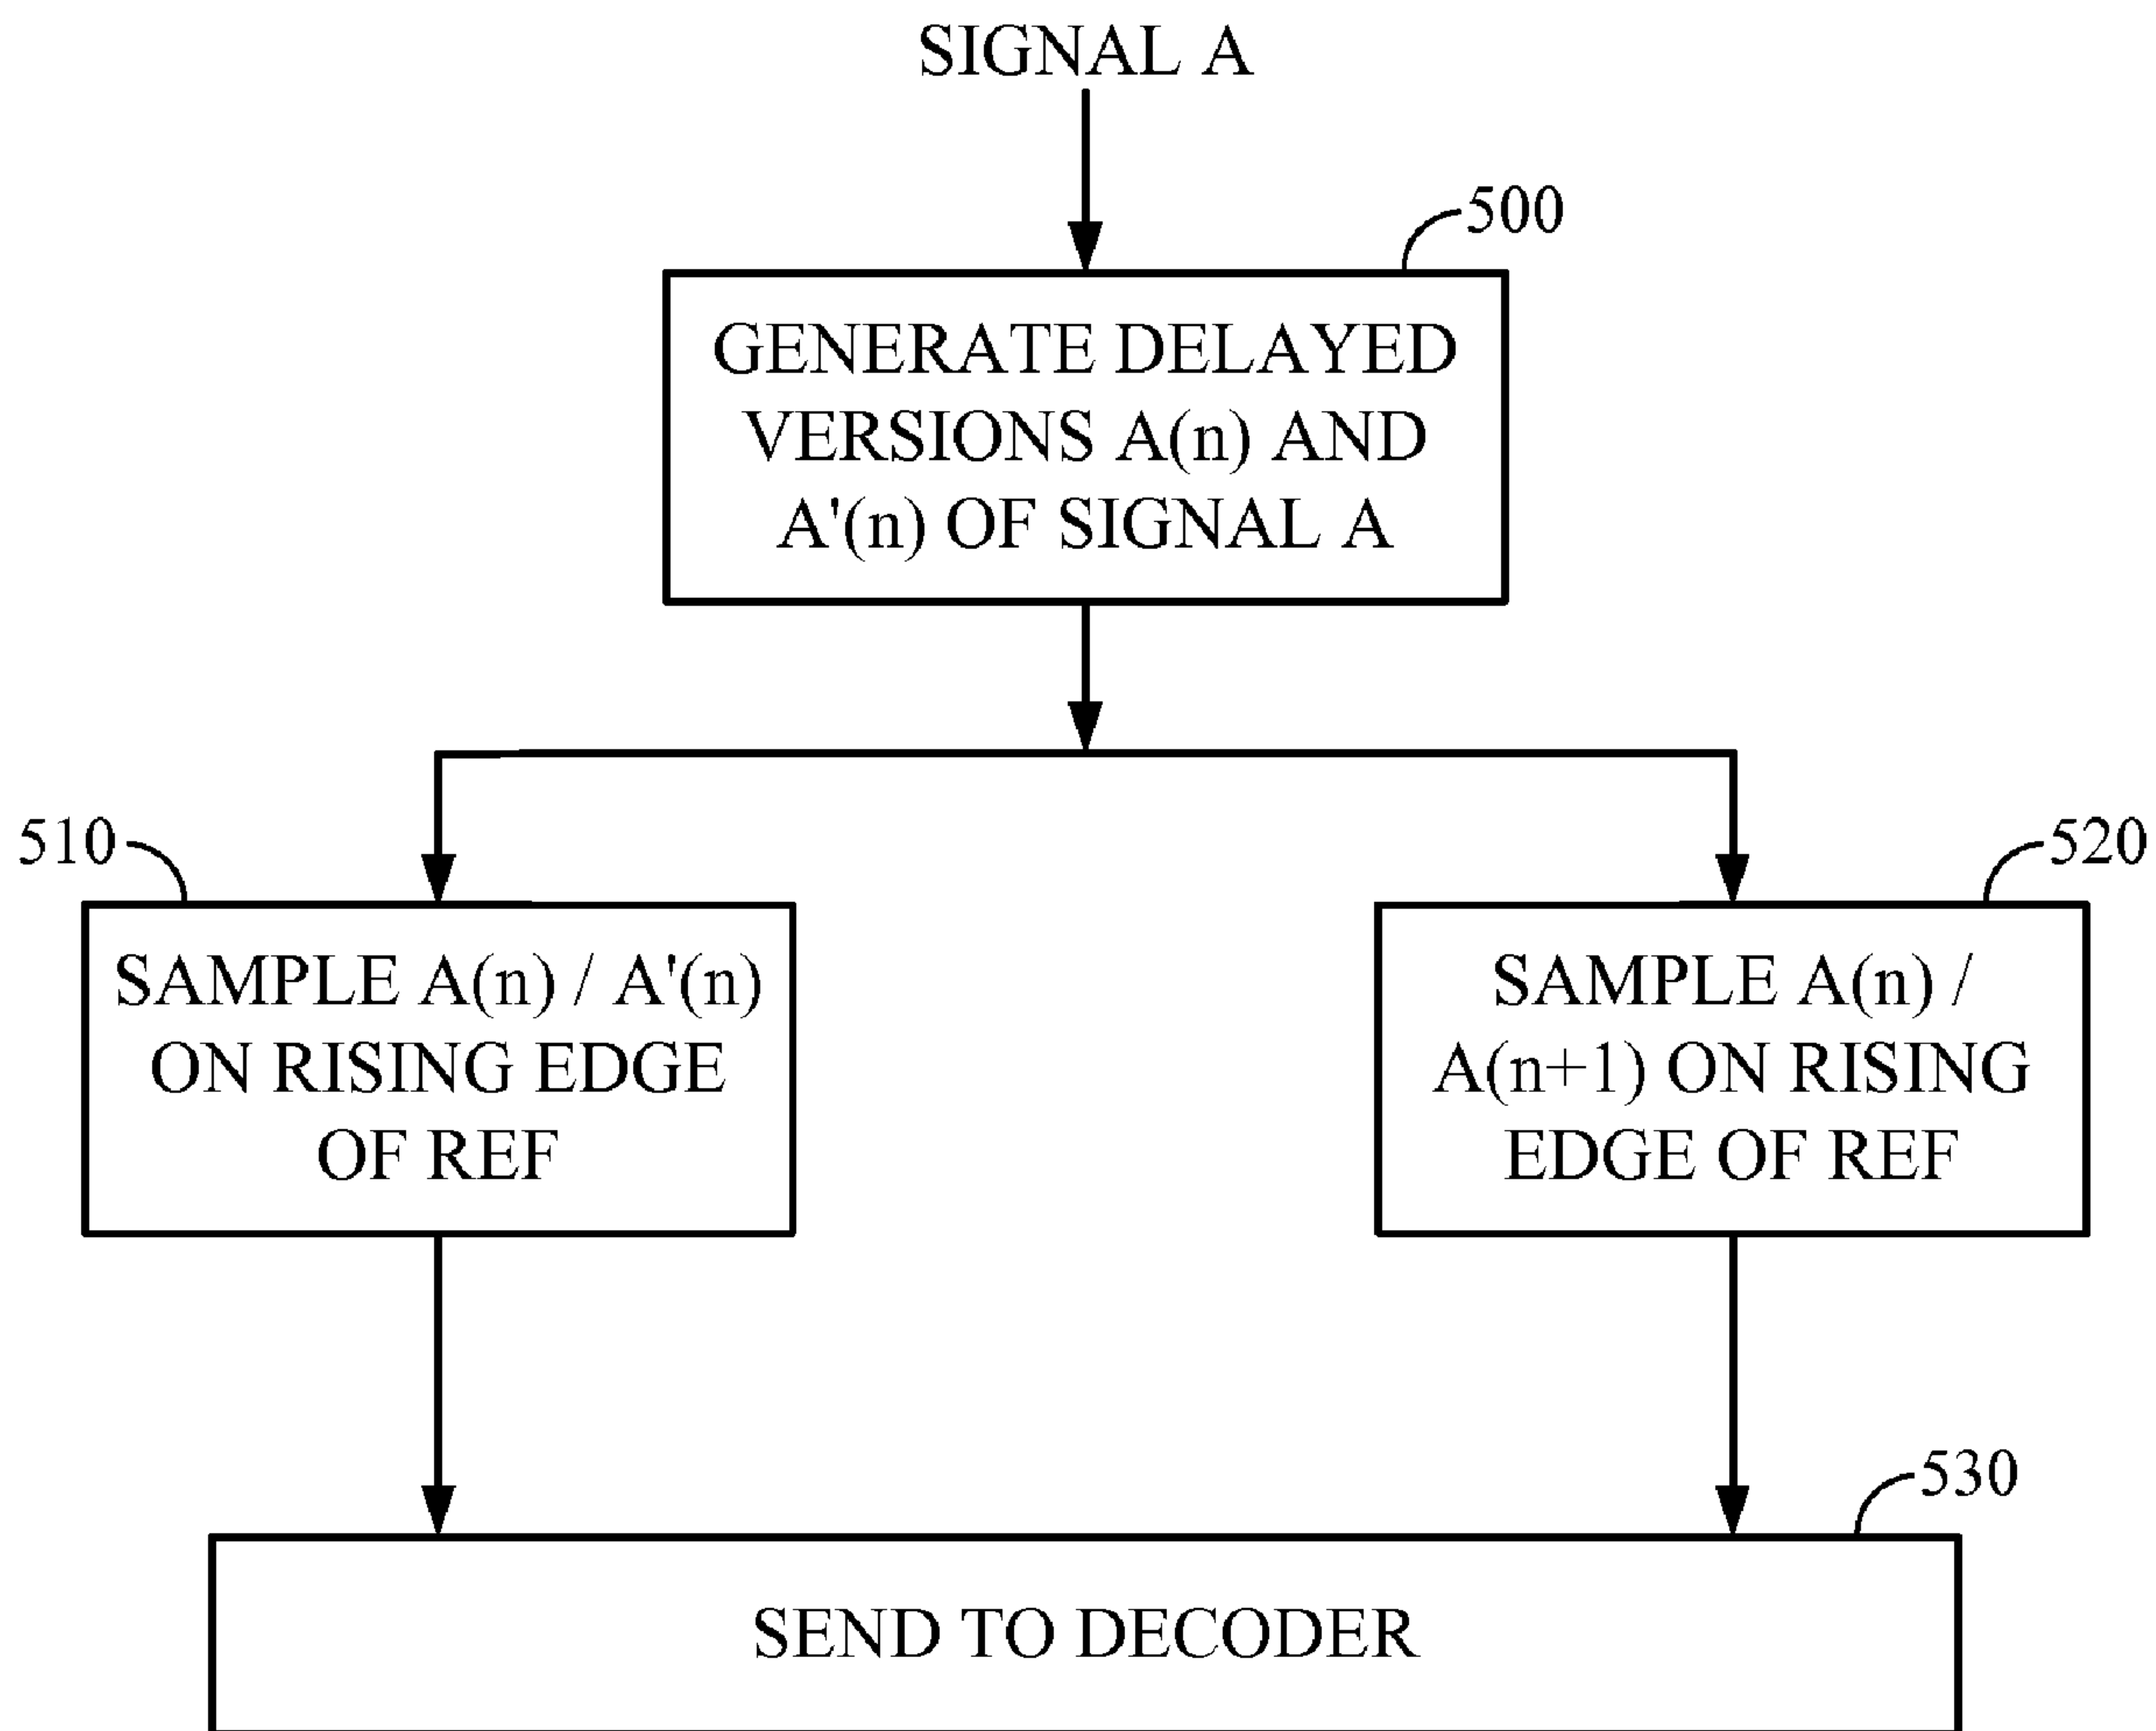 SIGNAL A
500
GENERATE DELAYED
VERSIONS A(n) AND
A'(n) OF SIGNAL A
510
520
SAMPLE A(n) / A'(n)
ON RISING EDGE
OF REF
SAMPLE A(n) /
A(n+1) ON RISING
EDGE OF REF
530
SEND TO DECODER